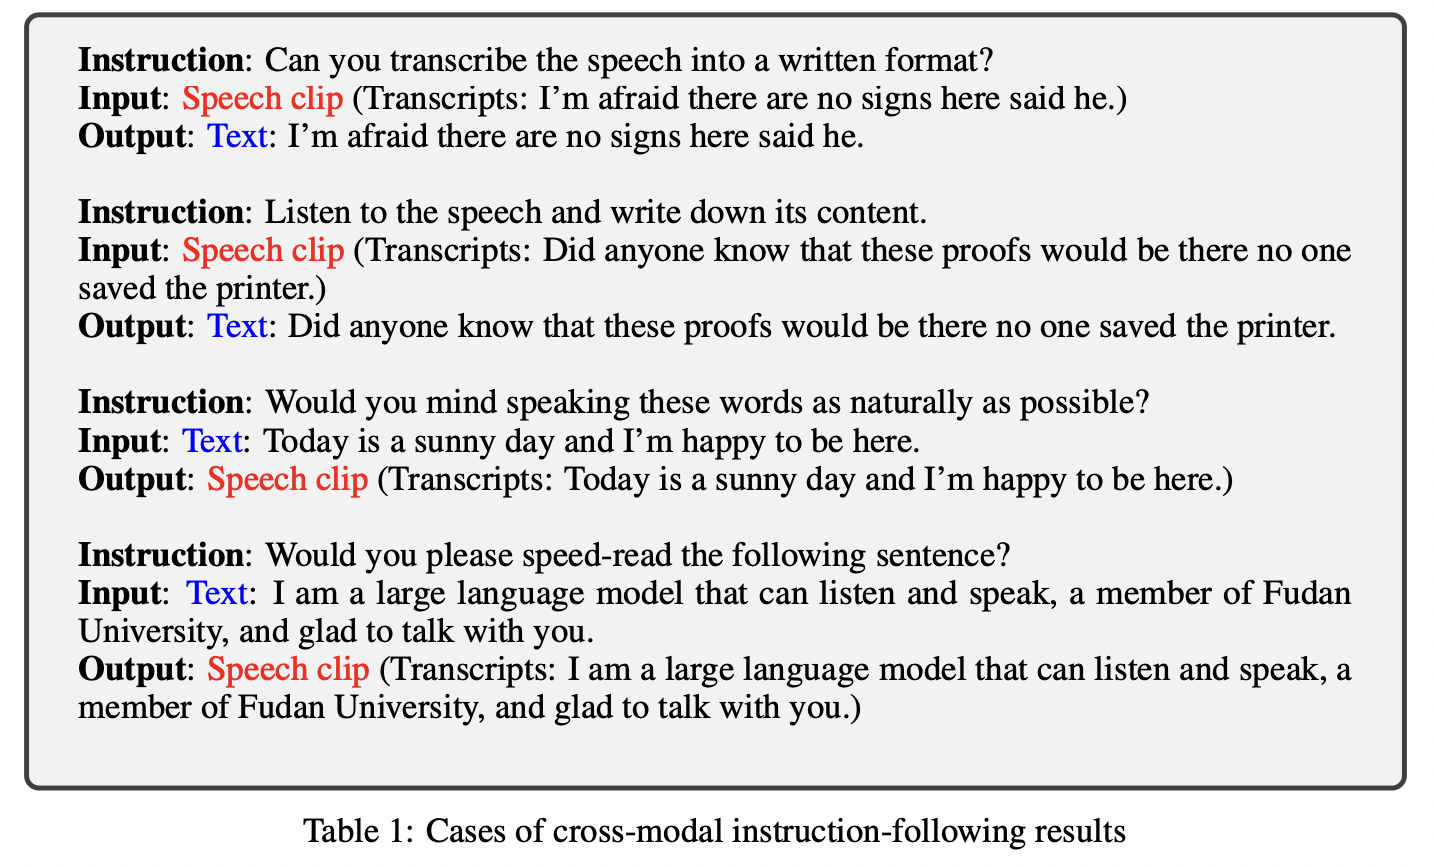 Instruction: Can you transcribe the speech into a written format?
Input: Speech clip (Transcripts: I’m afraid there are no signs here said he.)
Output: Text: I’m afraid there are no signs here said he.
Instruction: Listen to the speech and write down its content.
Input: Speech clip (Transcripts: Did anyone know that these proofs would be there no one
saved the printer.)
Output: Text: Did anyone know that these proofs would be there no one saved the printer.
Instruction: Would you mind speaking these words as naturally as possible?
Input: Text: Today is a sunny day and I’m happy to be here.
Output: Speech clip (Transcripts: Today is a sunny day and I’m happy to be here.)
Instruction: Would you please speed-read the following sentence?
Input: Text: I am a large language model that can listen and speak, a member of Fudan
University, and glad to talk with you.
Output: Speech clip (Transcripts: I am a large language model that can listen and speak, a
member of Fudan University, and glad to talk with you.)
Table 1: Cases of cross-modal instruction-following results